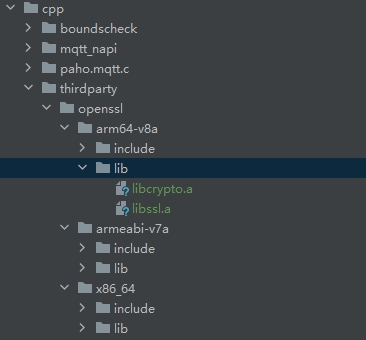 cpp
boundscheck
mqtt_napi
paho.mqtt.c
thirdparty
openssl
arm64-v8a
include
lib
libcrypto.a
libssl.a
armeabi-v7a
include
lib
x86_64
include
lib